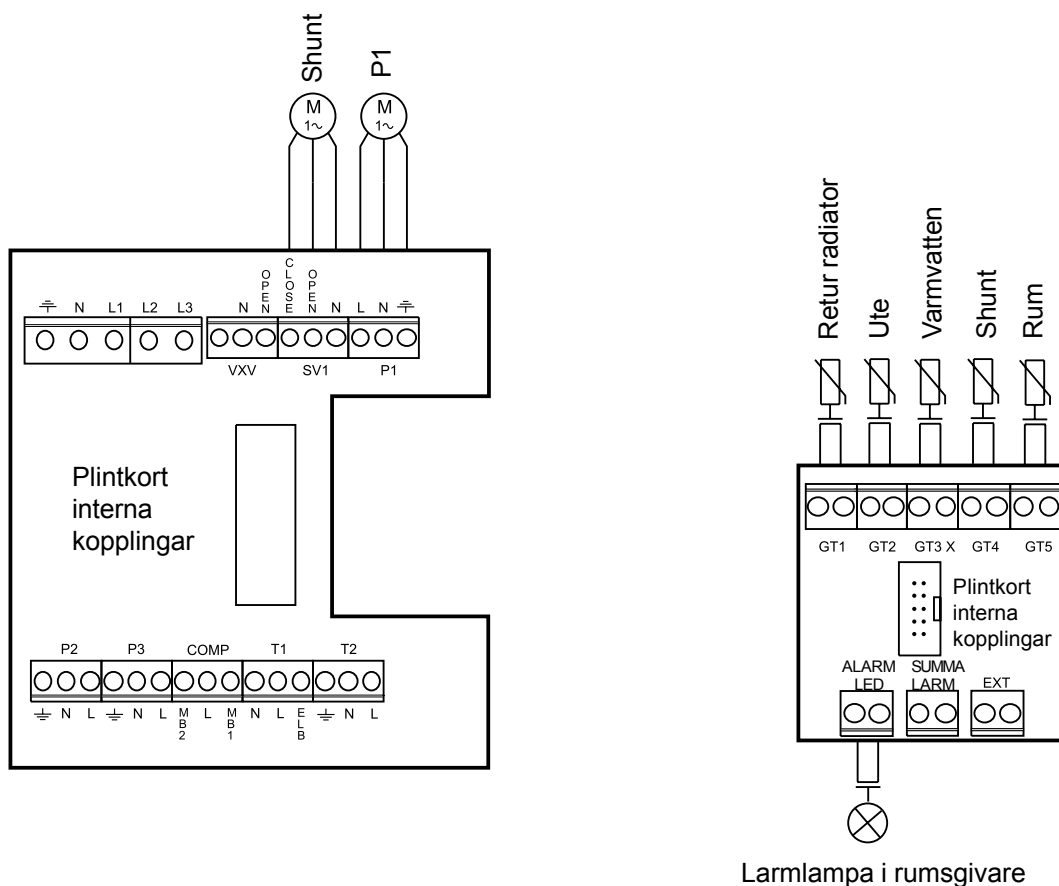 Shunt
P1
M
1~
M
1~
N OPEN CLOSE OPEN N L N
N L1 L2 L3
VXV SV1 P1
Plintkort
interna
kopplingar
P2 P3 COMP T1 T2
N L N L MB2 L MB1 N L ELB N L
Retur radiator
Ute
Varmvatten
Shunt
Rum
GT1 GT2 GT3 X GT4 GT5
Plintkort
interna
kopplingar
ALARM
LED
SUMMA
LARM
EXT
Larmlampa i rumsgivare